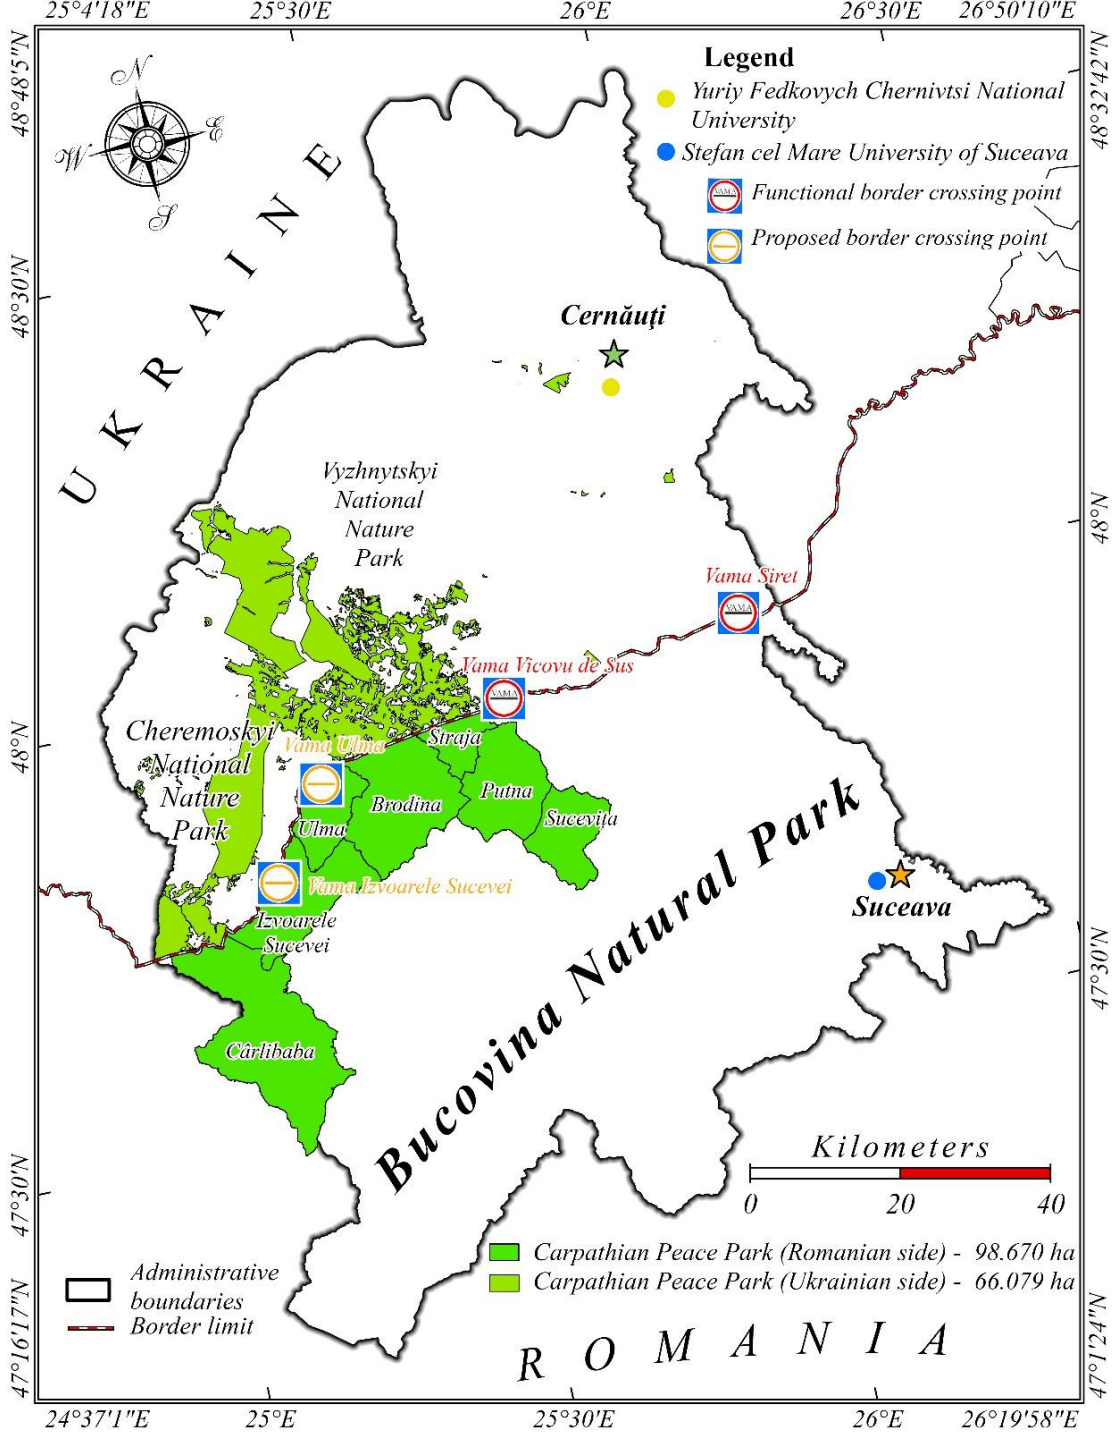 25°4'18"E
25°30'E
26°E
26°30'E
26°50'10"E
48°48'5"N
48°32'42"N
N
E
W
S
Legend
Yuriy Fedkovych Chernivtsi National
University
Stefan cel Mare University of Suceava
VAMA
Functional border crossing point
Proposed border crossing point
UKRAINE
48°30'N
Cernăuţi
Vyzhnytskyi
National
Nature
Park
48°N
Vama Siret
VAMA
Vama Vicovu de Sus
VAMA
Cheremoskyi
National
Nature
Park
48°N
Vama Ulma
Straja
Brodina
Putna
Suceviţa
Ulma
Vama Izvoarele Sucevei
Izvoarele
Sucevei
Suceava
47°30'N
Cârlibaba
Bucovina Natural Park
Kilometers
0
20
40
47°30'N
Carpathian Peace Park (Romanian side) - 98.670 ha
Carpathian Peace Park (Ukrainian side) - 66.079 ha
Administrative
boundaries
Border limit
ROMANIA
47°16'17"N
47°1'24"N
24°37'1"E
25°E
25°30'E
26°E
26°19'58"E